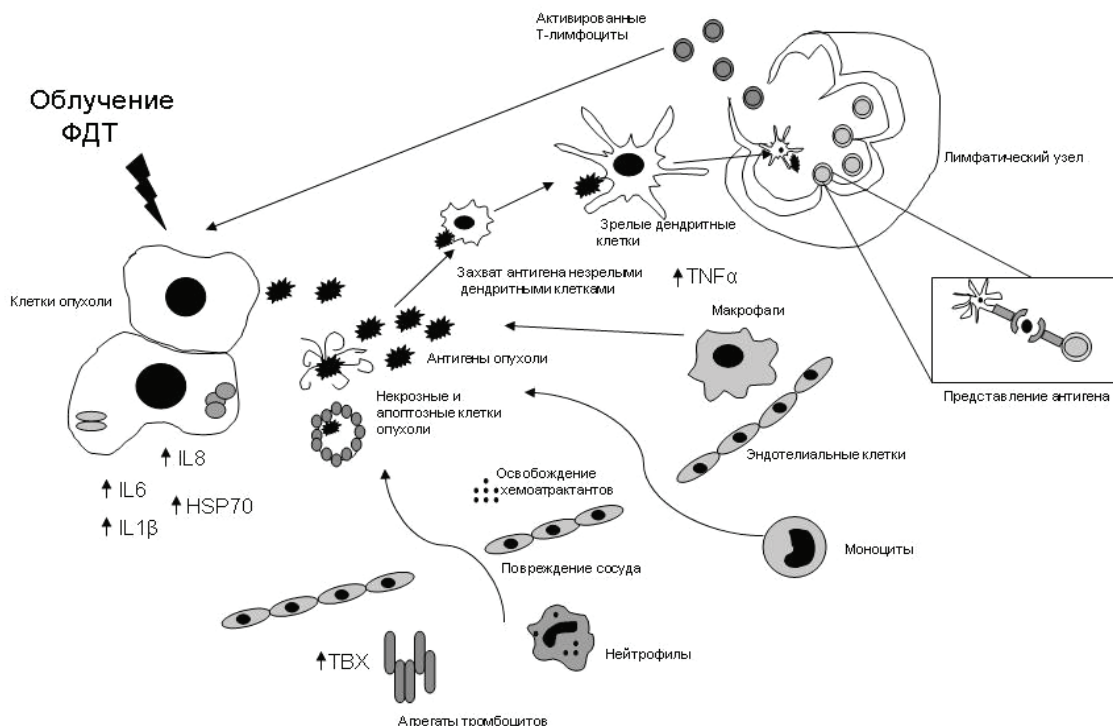 Активированные
Т-лимфоциты
Облучение
ФДТ
Лимфатический узел
Зрелые дендритные
клетки
Захват антигена незрелыми
дендритными клетками
TNFα
Клетки опухоли
Макрофаги
Антигены опухоли
Представление антигена
Некрозные и
апоптозные клетки
опухоли
Эндотелиальные клетки
IL8
IL6
HSP70
IL1β
Освобождение
хемоатрактантов
Моноциты
Повреждение сосуда
TBX
Нейтрофилы
Агрегаты тромбоцитов